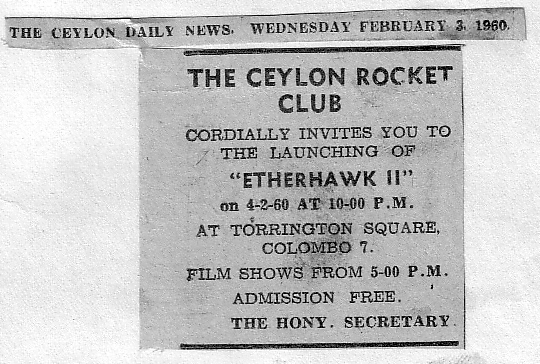 THE CEYLON DAILY NEWS. WEDNESDAY FEBRUARY 3, 1960.
THE CEYLON ROCKET
CLUB
CORDIALLY INVITES YOU TO
THE LAUNCHING OF
"ETHERHAWK II"
on 4-2-60 AT 10-00 P.M.
AT TORRINGTON SQUARE,
COLOMBO 7.
FILM SHOWS FROM 5-00 P.M.
ADMISSION FREE.
THE HONY. SECRETARY